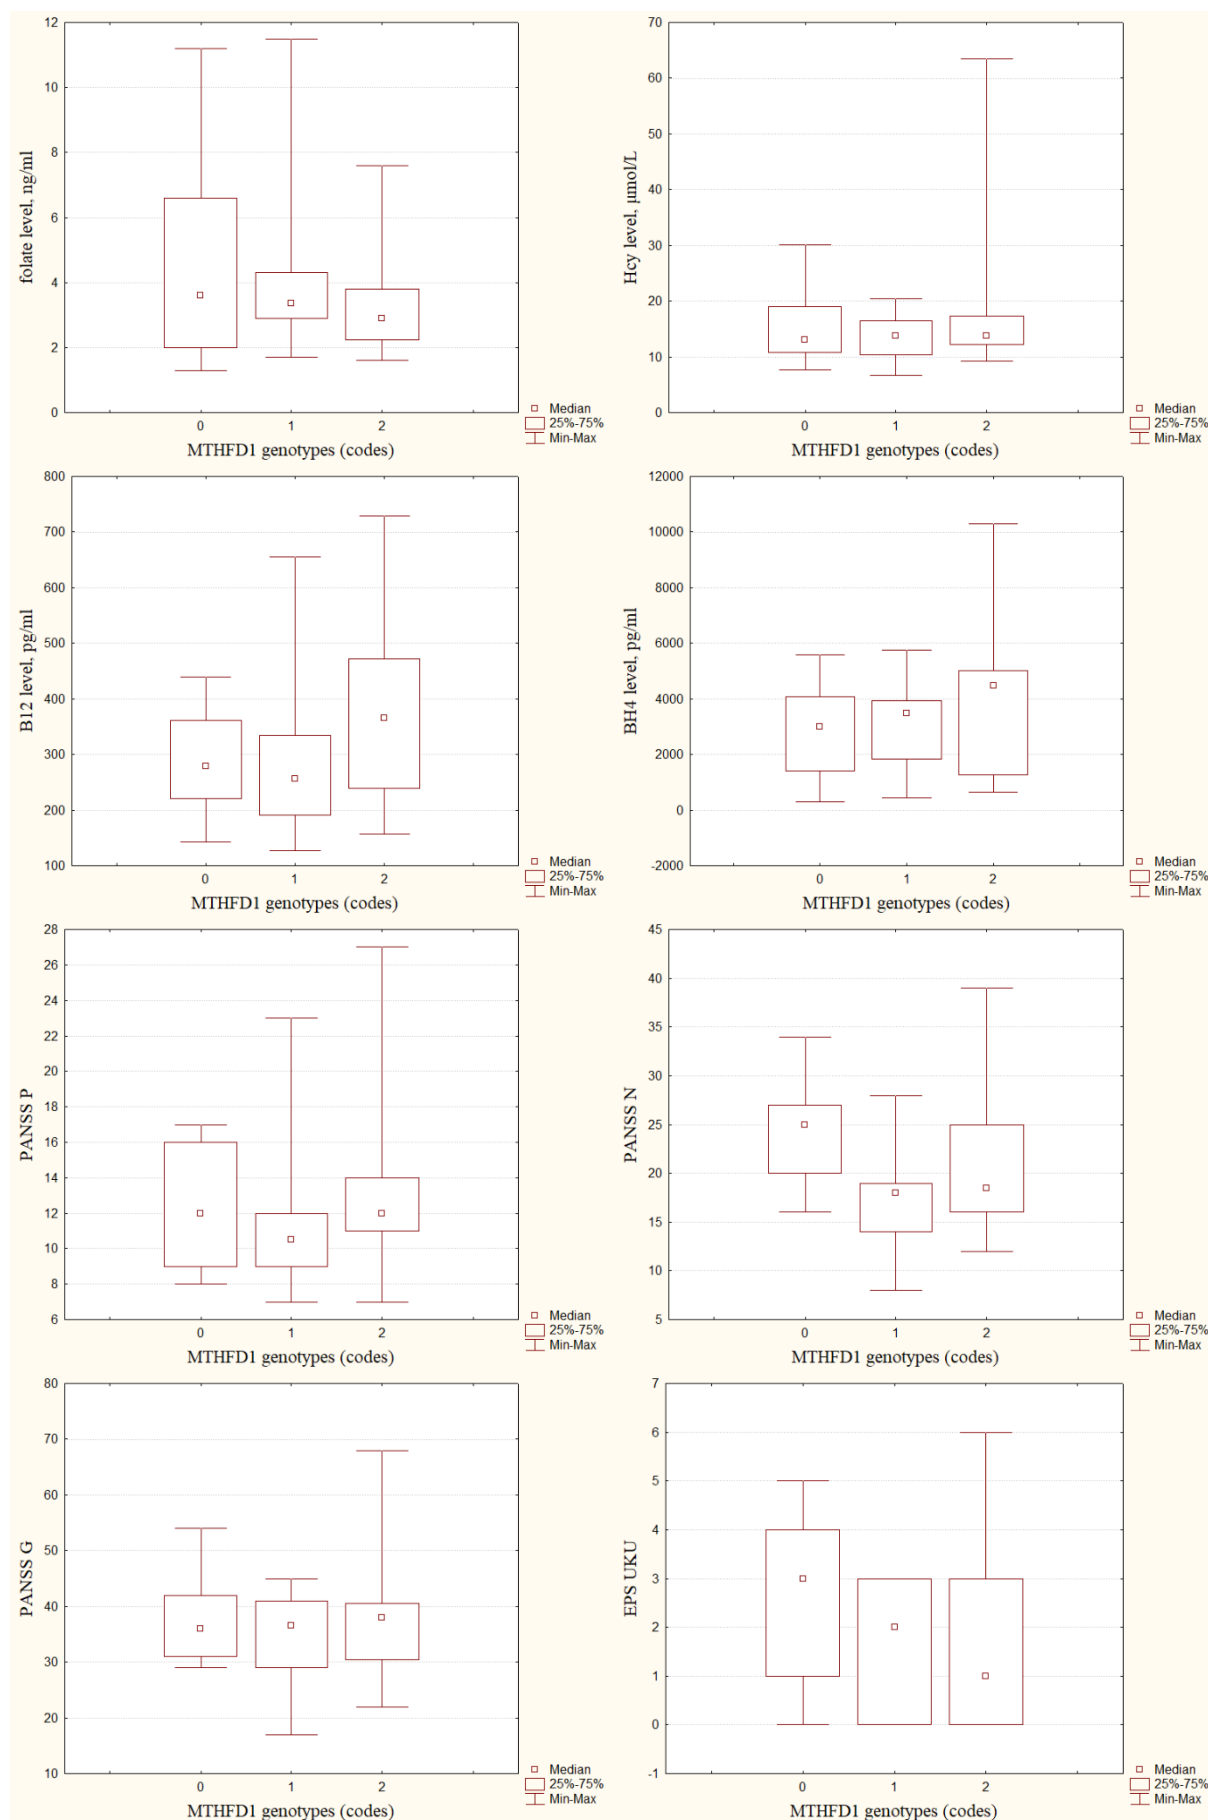 folate level, ng/ml
12
10
8
6
4
2
0
0 1 2
MTHFD1 genotypes (codes)
Median
25%-75%
Min-Max
Hcy level, μmol/L
70
60
50
40
30
20
10
0
0 1 2
MTHFD1 genotypes (codes)
Median
25%-75%
Min-Max
B12 level, pg/ml
800
700
600
500
400
300
200
100
0 1 2
MTHFD1 genotypes (codes)
Median
25%-75%
Min-Max
BH4 level, pg/ml
12000
10000
8000
6000
4000
2000
0
-2000
0 1 2
MTHFD1 genotypes (codes)
Median
25%-75%
Min-Max
PANSS P
28
26
24
22
20
18
16
14
12
10
8
6
0 1 2
MTHFD1 genotypes (codes)
Median
25%-75%
Min-Max
PANSS N
45
40
35
30
25
20
15
10
5
0 1 2
MTHFD1 genotypes (codes)
Median
25%-75%
Min-Max
PANSS G
80
70
60
50
40
30
20
10
0 1 2
MTHFD1 genotypes (codes)
Median
25%-75%
Min-Max
EPS UKU
7
6
5
4
3
2
1
0
-1
0 1 2
MTHFD1 genotypes (codes)
Median
25%-75%
Min-Max